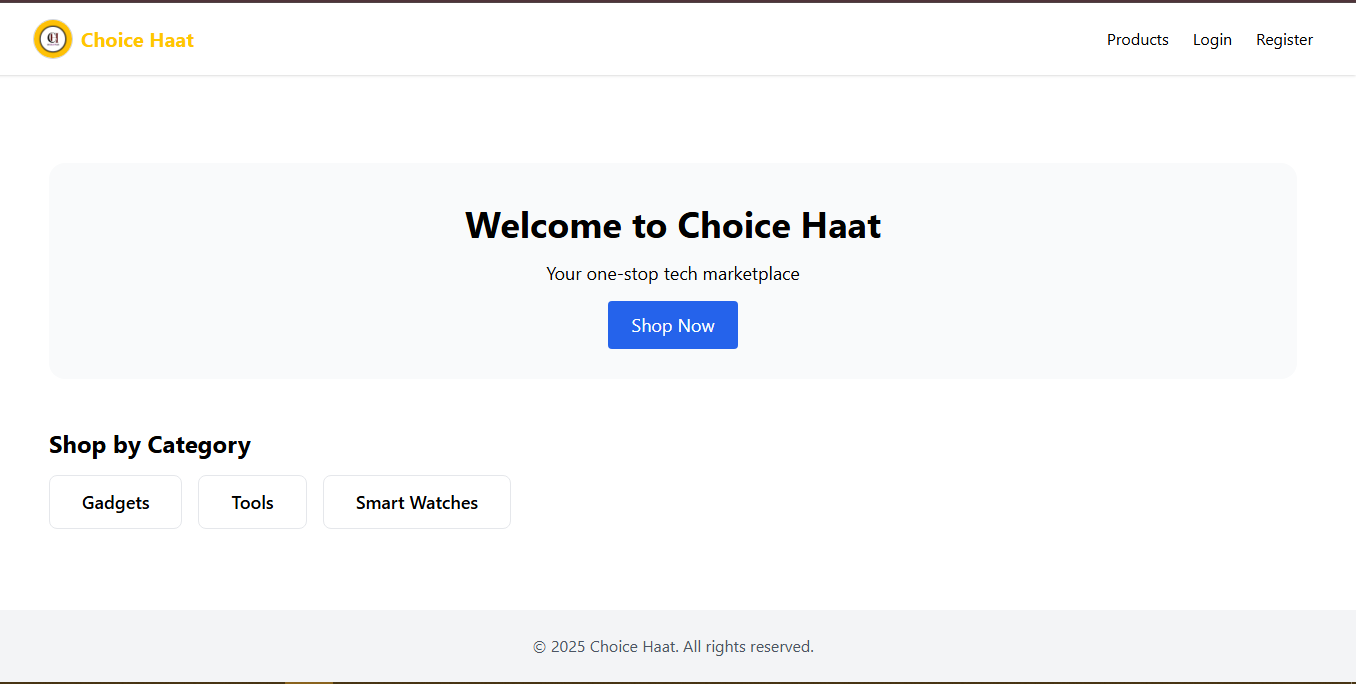 Choice Haat
Products
Login
Register
Welcome to Choice Haat
Your one-stop tech marketplace
Shop Now
Shop by Category
Gadgets
Tools
Smart Watches
© 2025 Choice Haat. All rights reserved.